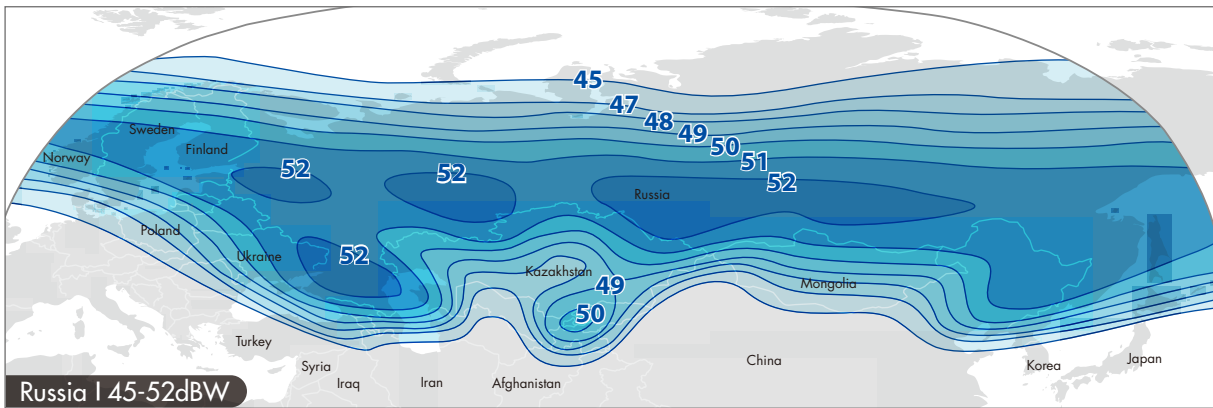 45
47
48
49
50
51
52
Sweden
Norway
Finland
52
52
Russia
Poland
Ukraine
52
Kazakhstan
49
Mongolia
50
Turkey
Syria
Iraq
Iran
Afghanistan
China
Korea
Japan
Russia I 45-52dBW